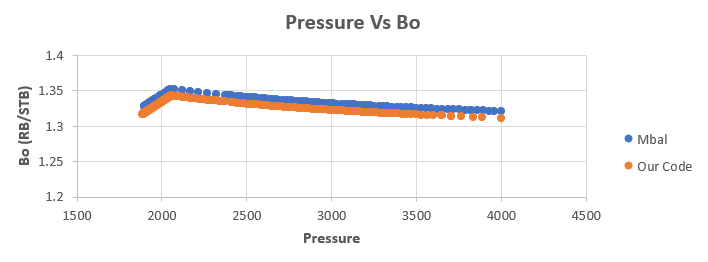 Pressure Vs Bo
1.4
1.35
1.3
1.25
1.2
Bo (RB/STB)
1500 2000 2500 3000 3500 4000 4500
Pressure
Mbal
Our Code